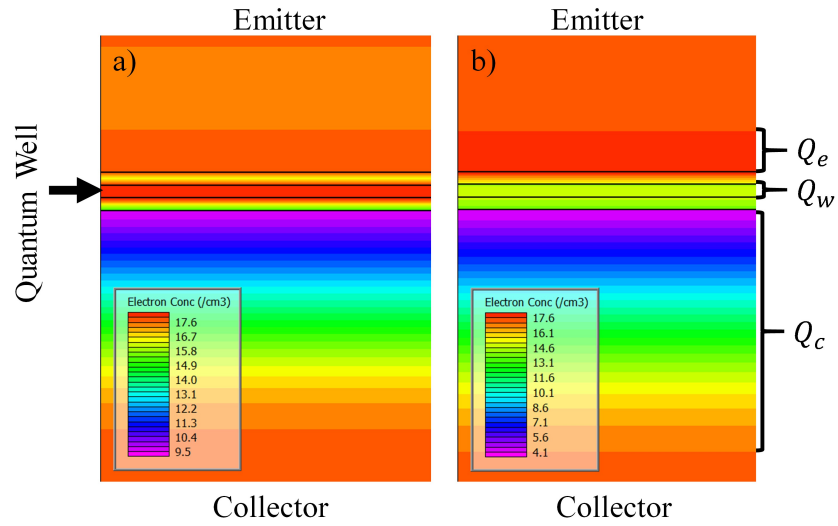 Emitter
Emitter
a)
b)
Quantum Well
Q_e
Q_w
Q_c
Electron Conc (/cm3)
17.6
16.7
15.8
14.9
14.0
13.1
12.2
11.3
10.4
9.5
Electron Conc (/cm3)
17.6
16.1
14.6
13.1
11.6
10.1
8.6
7.1
5.6
4.1
Collector
Collector